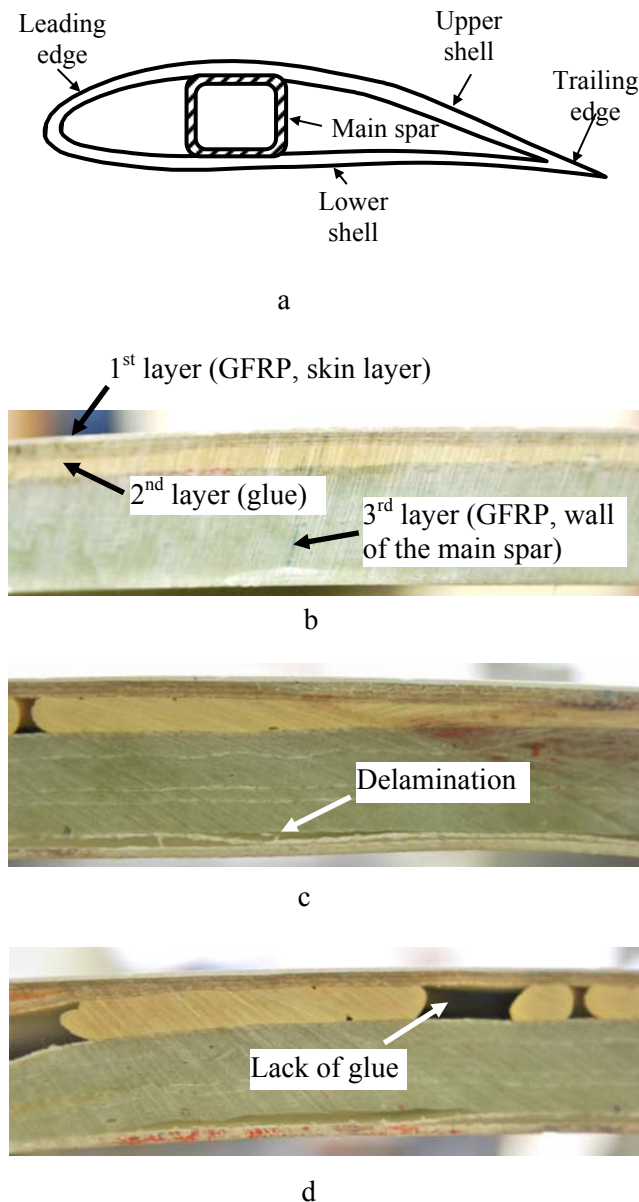 Leading
edge
Upper
shell
Trailing
edge
Main spar
Lower
shell
a
1st layer (GFRP, skin layer)
2nd layer (glue)
3rd layer (GFRP, wall
of the main spar)
b
Delamination
c
Lack of glue
d